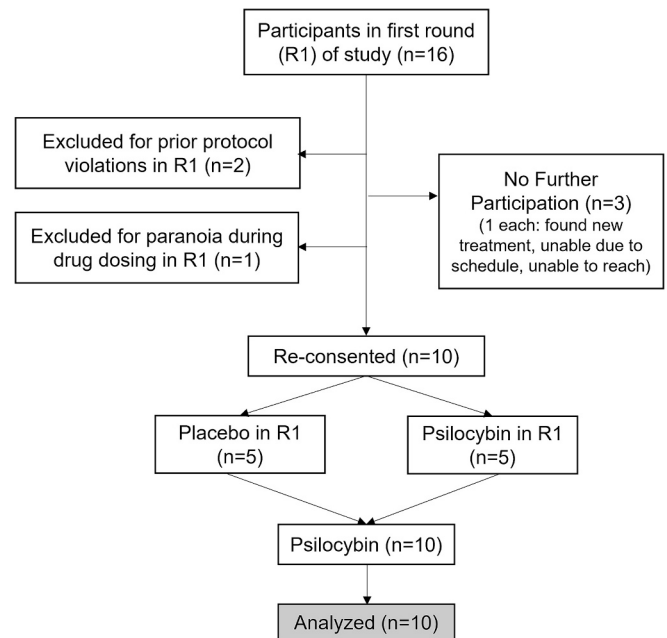 Participants in first round
(R1) of study (n=16)
Excluded for prior protocol
violations in R1 (n=2)
No Further
Participation (n=3)
(1 each: found new
treatment, unable due to
schedule, unable to reach)
Excluded for paranoia during
drug dosing in R1 (n=1)
Re-consented (n=10)
Placebo in R1
(n=5)
Psilocybin in R1
(n=5)
Psilocybin (n=10)
Analyzed (n=10)